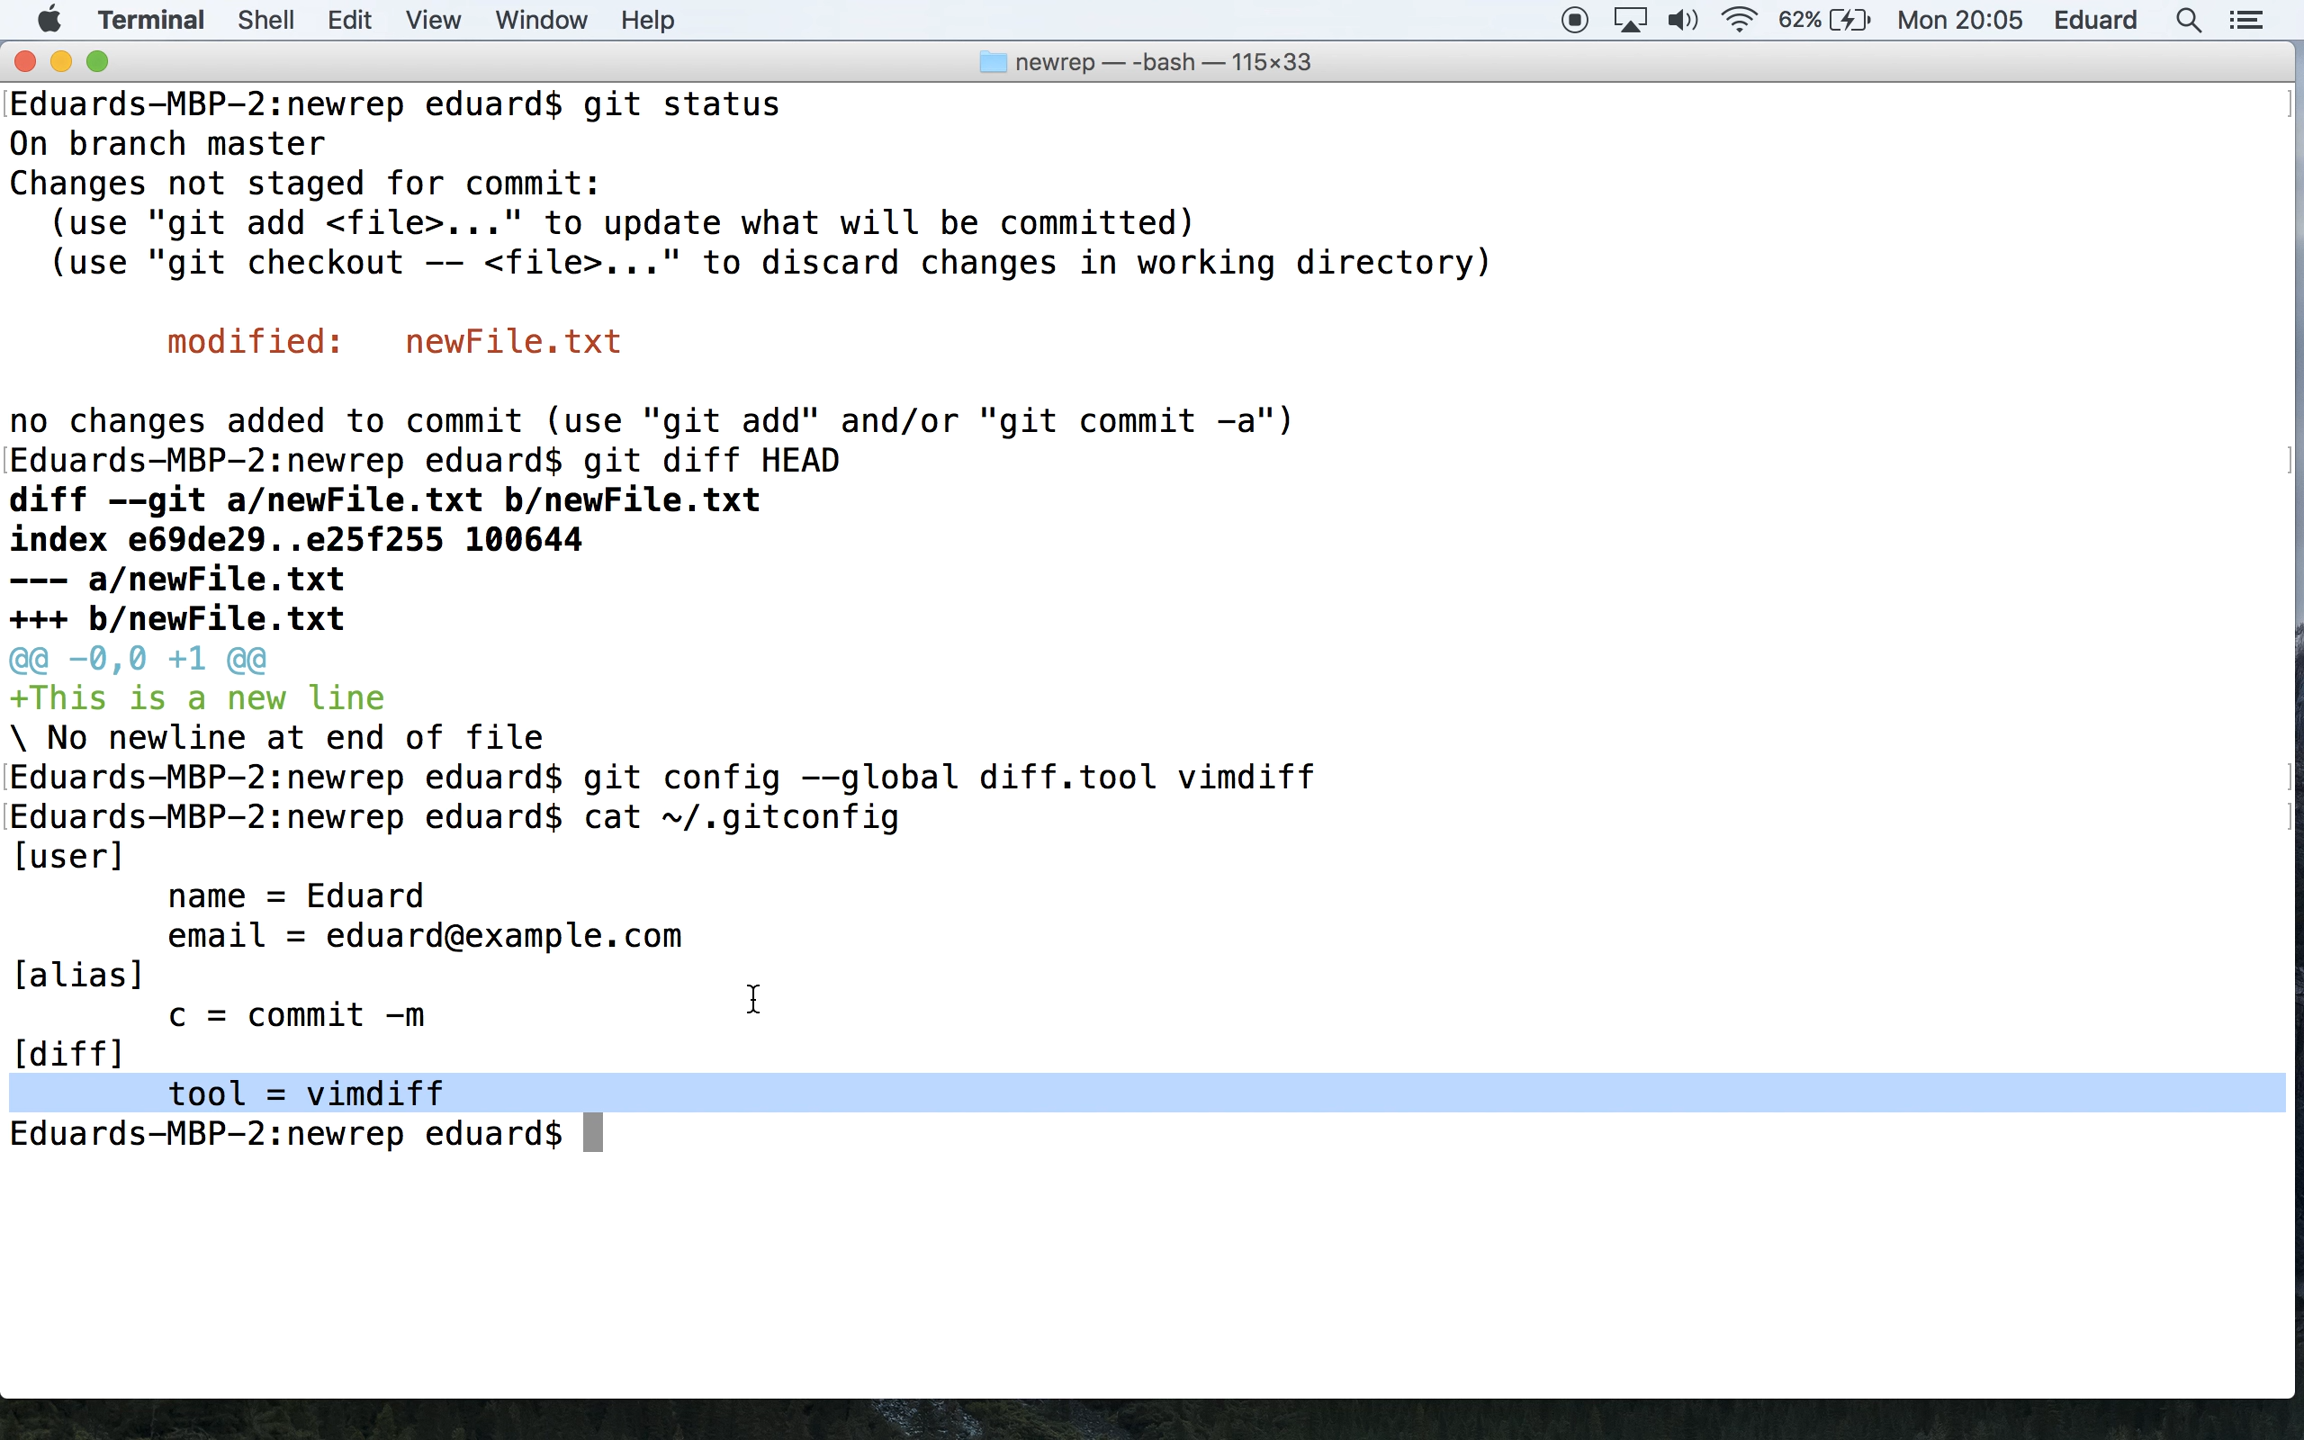 Terminal Shell Edit View Window Help 62% Mon 20:05 Eduard
newrep — -bash — 115×33
Eduards-MBP-2:newrep eduard$ git status
On branch master
Changes not staged for commit:
  (use "git add <file>..." to update what will be committed)
  (use "git checkout -- <file>..." to discard changes in working directory)
        modified:   newFile.txt
no changes added to commit (use "git add" and/or "git commit -a")
Eduards-MBP-2:newrep eduard$ git diff HEAD
diff --git a/newFile.txt b/newFile.txt
index e69de29..e25f255 100644
--- a/newFile.txt
+++ b/newFile.txt
@@ -0,0 +1 @@
+This is a new line
\ No newline at end of file
Eduards-MBP-2:newrep eduard$ git config --global diff.tool vimdiff
Eduards-MBP-2:newrep eduard$ cat ~/.gitconfig
[user]
        name = Eduard
        email = eduard@example.com
[alias]
        c = commit -m
[diff]
        tool = vimdiff
Eduards-MBP-2:newrep eduard$